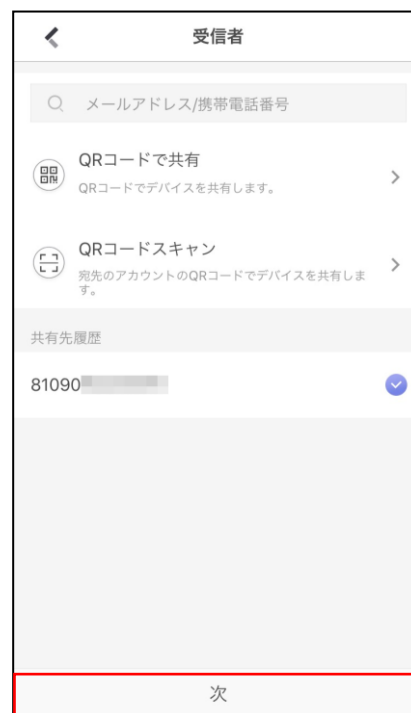 受信者
メールアドレス/携帯電話番号
QRコードで共有
QRコードでデバイスを共有します。
QRコードスキャン
宛先のアカウントのQRコードでデバイスを共有しま
す。
共有先履歴
81090
次